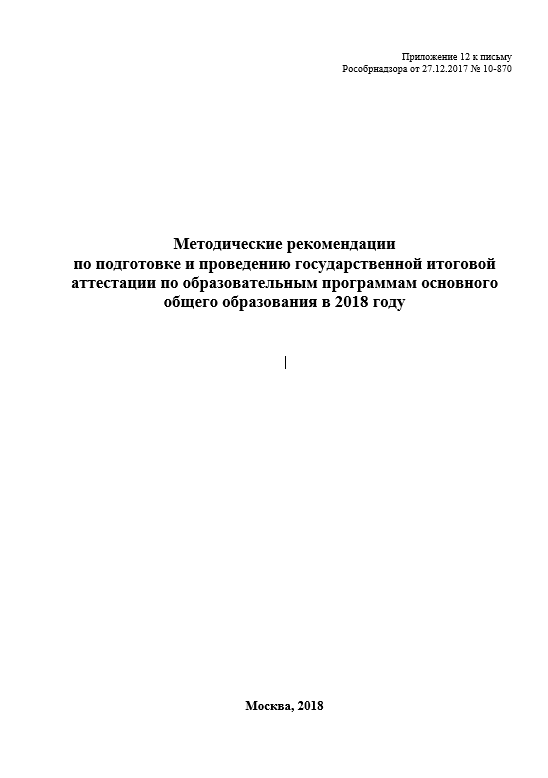 Приложение 12 к письму
Рособрнадзора от 27.12.2017 № 10-870
Методические рекомендации
по подготовке и проведению государственной итоговой
аттестации по образовательным программам основного
общего образования в 2018 году
Москва, 2018